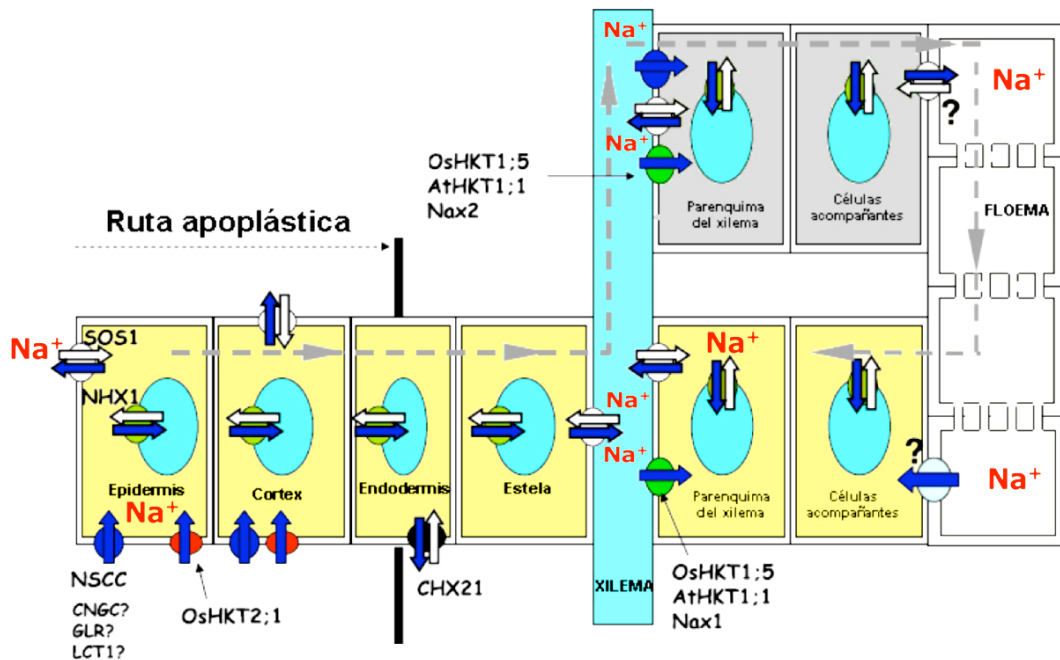 Na⁺
Na⁺
?
OsHKT1;5
AtHKT1;1
Nax2
Na⁺
Parenquima
del xilema
Células
acompañantes
FLOEMA
Ruta apoplástica
Na⁺
SOS1
NHX1
Epidermis
Cortex
Endodermis
Estela
Na⁺
Na⁺
Na⁺
Na⁺
Parenquima
del xilema
?
Células
acompañantes
Na⁺
Na⁺
NSCC
CNGC?
GLR?
LCT1?
OsHKT2;1
CHX21
XILEMA
OsHKT1;5
AtHKT1;1
Nax1